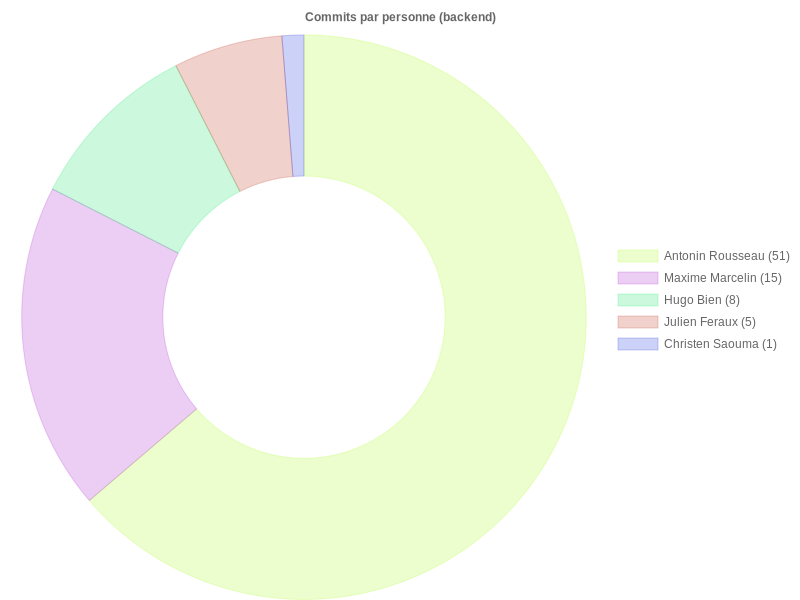 Commits par personne (backend)
Antonin Rousseau (51)
Maxime Marcelin (15)
Hugo Bien (8)
Julien Feraux (5)
Christen Saouma (1)